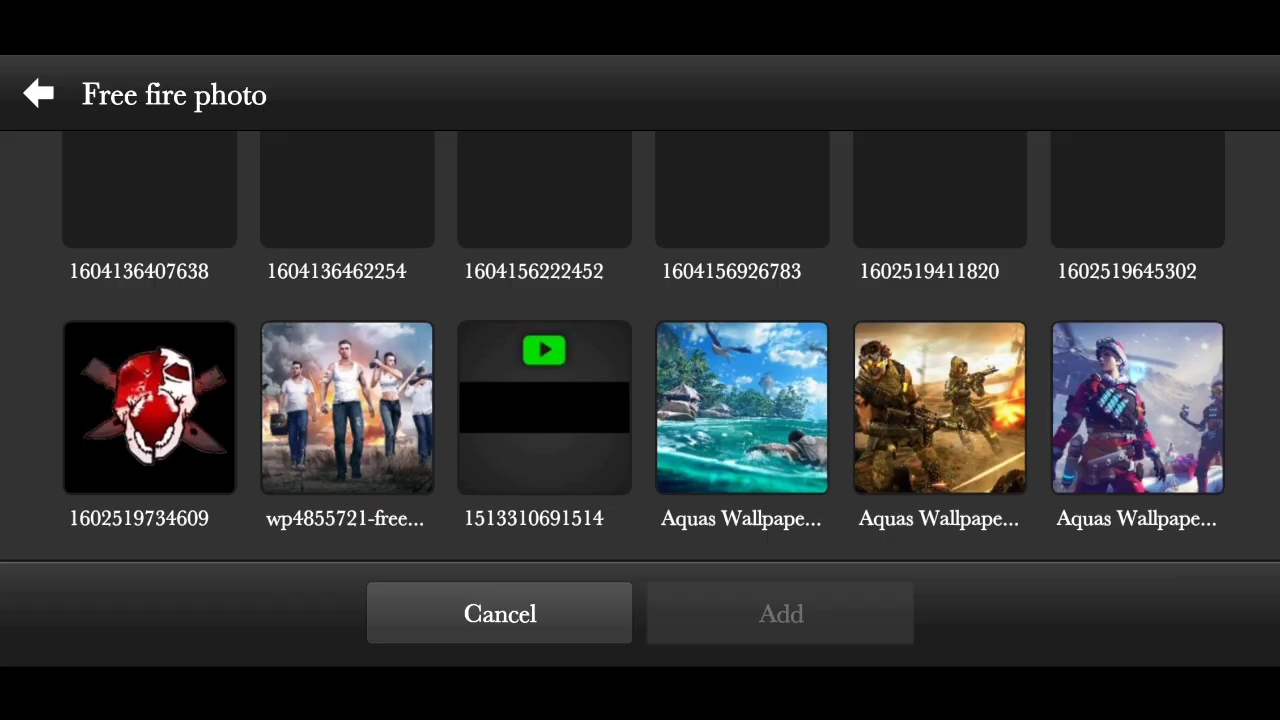 Free fire photo
1604136407638
1604136462254
1604156222452
1604156926783
1602519411820
1602519645302
1602519734609
wp4855721-free...
1513310691514
Aquas Wallpape...
Aquas Wallpape...
Aquas Wallpape...
Cancel
Add